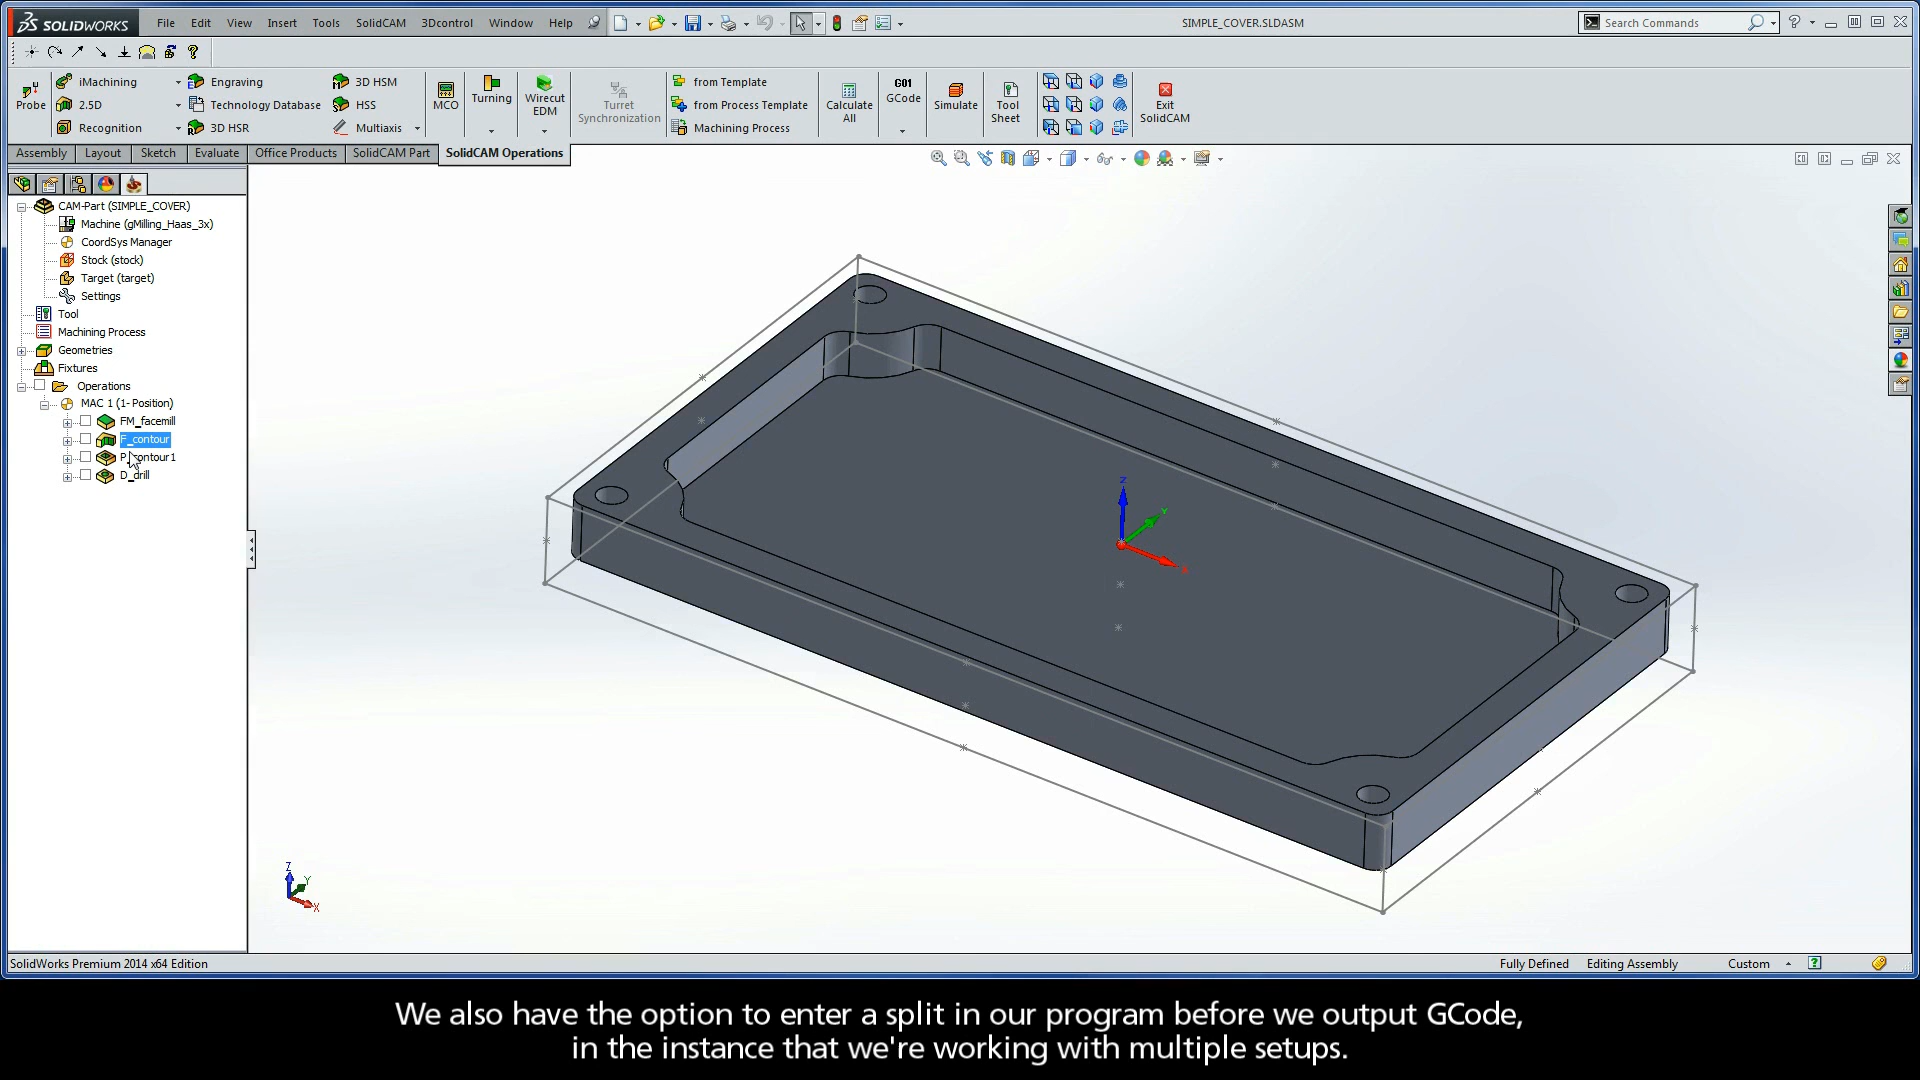 SOLIDWORKS File Edit View Insert Tools SolidCAM 3Dcontrol Window Help SIMPLE_COVER.SLDASM Search Commands
Probe
iMachining
2.5D
Recognition
Engraving
Technology Database
3D HSR
3D HSM
HSS
Multiaxis
MCO
Turning
Wirecut
EDM
Turret
Synchronization
from Template
from Process Template
Machining Process
Calculate
All
G01
GCode
Simulate
Tool
Sheet
Exit
SolidCAM
Assembly Layout Sketch Evaluate Office Products SolidCAM Part SolidCAM Operations
CAM-Part (SIMPLE_COVER)
Machine (gMilling_Haas_3x)
CoordSys Manager
Stock (stock)
Target (target)
Settings
Tool
Machining Process
Geometries
Fixtures
Operations
MAC 1 (1- Position)
FM_facemill
F_contour
P_contour1
D_drill
Z
Y
X
Z
Y
X
SolidWorks Premium 2014 x64 Edition Fully Defined Editing Assembly Custom
We also have the option to enter a split in our program before we output GCode,
in the instance that we're working with multiple setups.